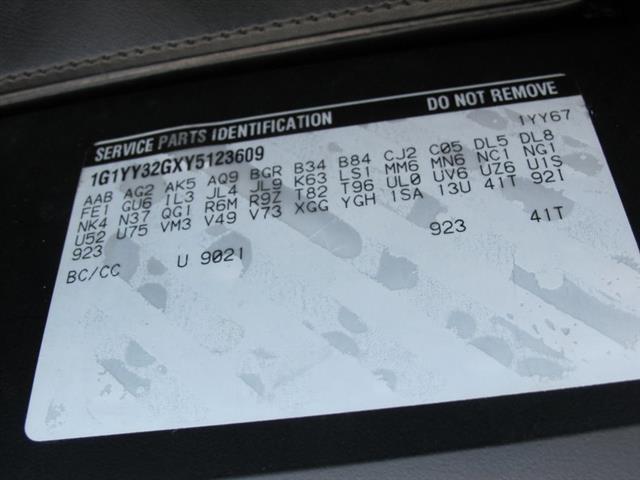 SERVICE PARTS IDENTIFICATION DO NOT REMOVE
1G1YY32GXY5123609 1YY67
AAB AG2 AK5 AQ9 BGR B34 B84 CJ2 C05 DL5 DL8
FE1 GU6 IL3 JL4 JL9 K63 LS1 MM6 MN6 NC1 NG1
NK4 N37 QG1 R6M R9Z T82 T96 UL0 UV6 UZ6 U1S
U52 U75 VM3 V49 V73 XGG YGH 1SA 13U 41T 92I
923 923 41T
BC/CC U 902I